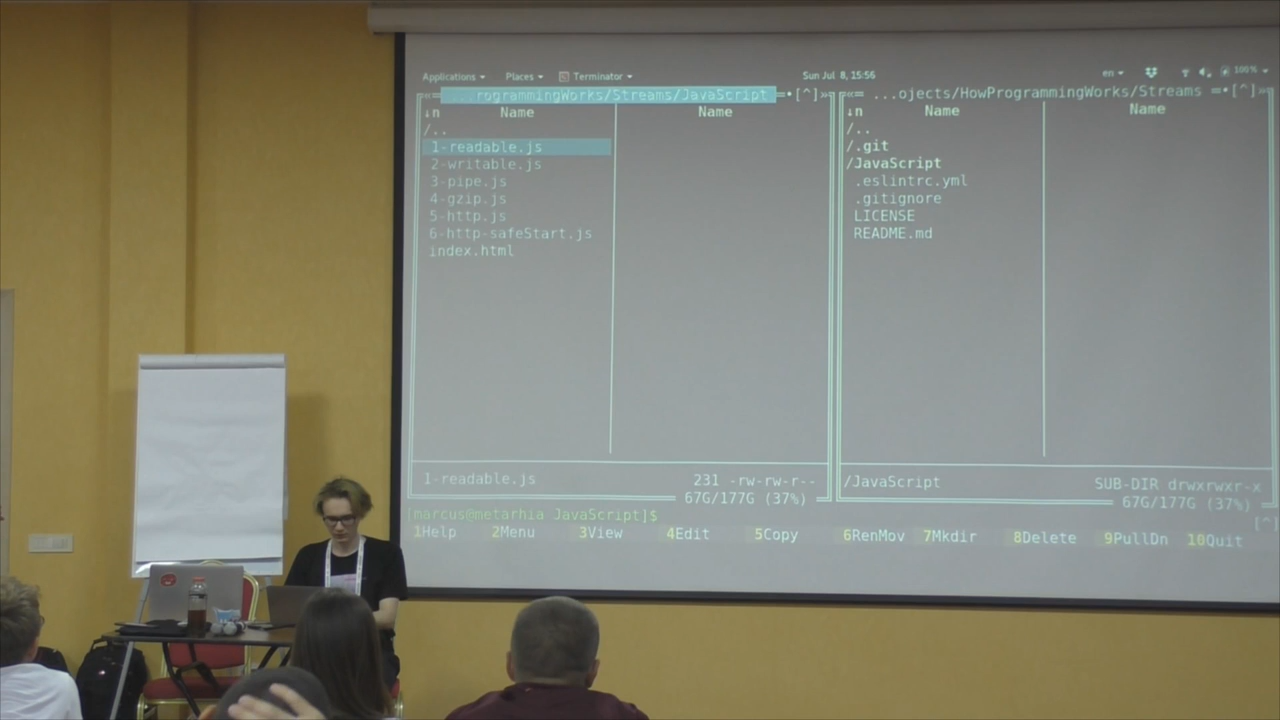 Applications Places Terminator Sun Jul 8, 15:56 en 100%
...rogrammingWorks/Streams/JavaScript
↓n Name Name
/..
1-readable.js
2-writable.js
3-pipe.js
4-gzip.js
5-http.js
6-http-safeStart.js
index.html
1-readable.js 231 -rw-rw-r--
67G/177G (37%)
...ojects/HowProgrammingWorks/Streams
↓n Name Name
/..
/.git
/JavaScript
.eslintrc.yml
.gitignore
LICENSE
README.md
/JavaScript SUB-DIR drwxrwxr-x
67G/177G (37%)
[marcus@metarhia JavaScript]$
1Help 2Menu 3View 4Edit 5Copy 6RenMov 7Mkdir 8Delete 9PullDn 10Quit